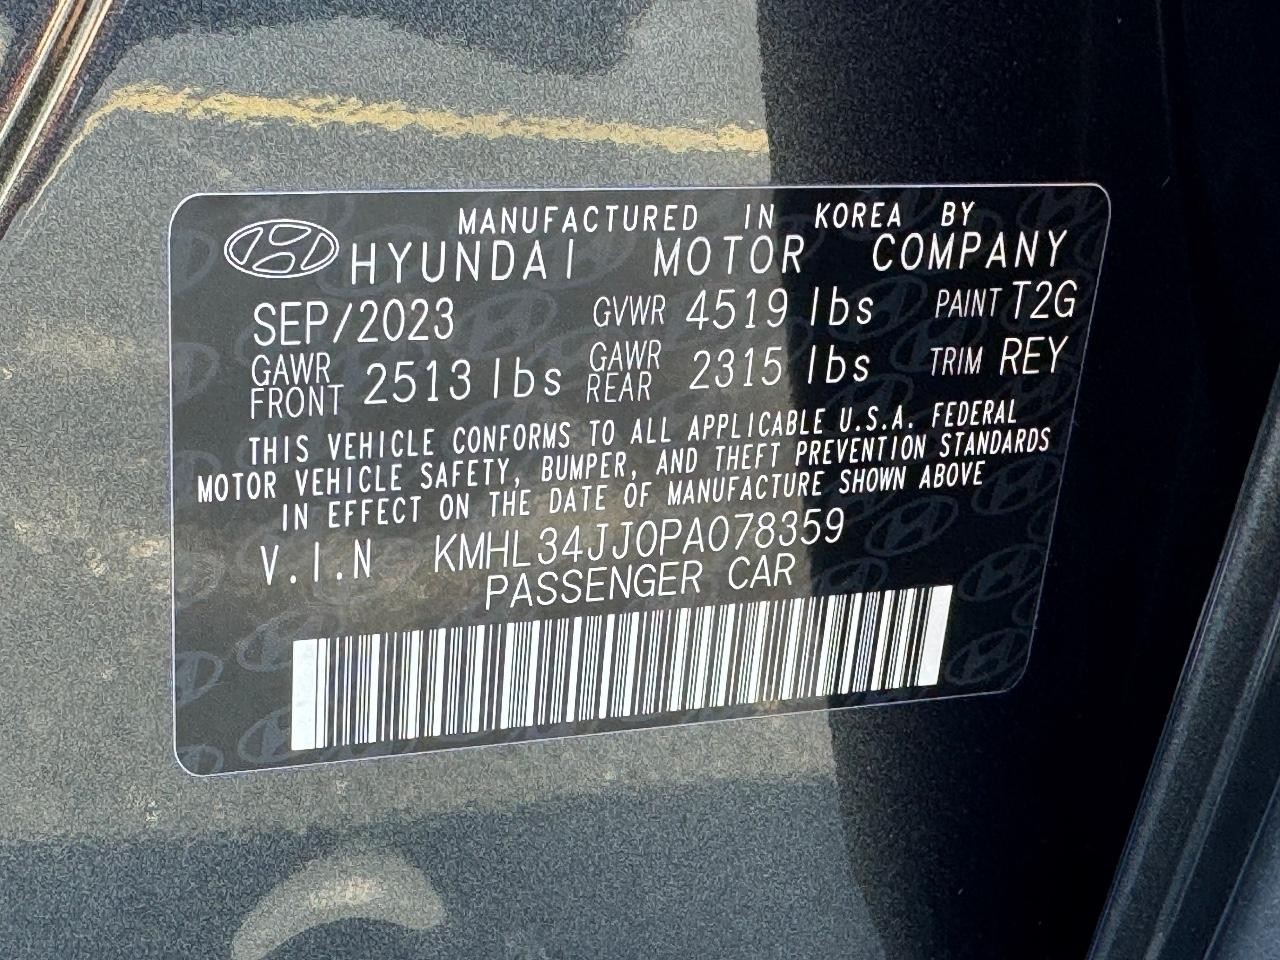 MANUFACTURED IN KOREA BY
HYUNDAI MOTOR COMPANY
SEP/2023 GVWR 4519 lbs PAINT T2G
GAWR FRONT 2513 lbs GAWR REAR 2315 lbs TRIM REY
THIS VEHICLE CONFORMS TO ALL APPLICABLE U.S.A. FEDERAL
MOTOR VEHICLE SAFETY, BUMPER, AND THEFT PREVENTION STANDARDS
IN EFFECT ON THE DATE OF MANUFACTURE SHOWN ABOVE
V.I.N KMHL34JJ0PA078359
PASSENGER CAR